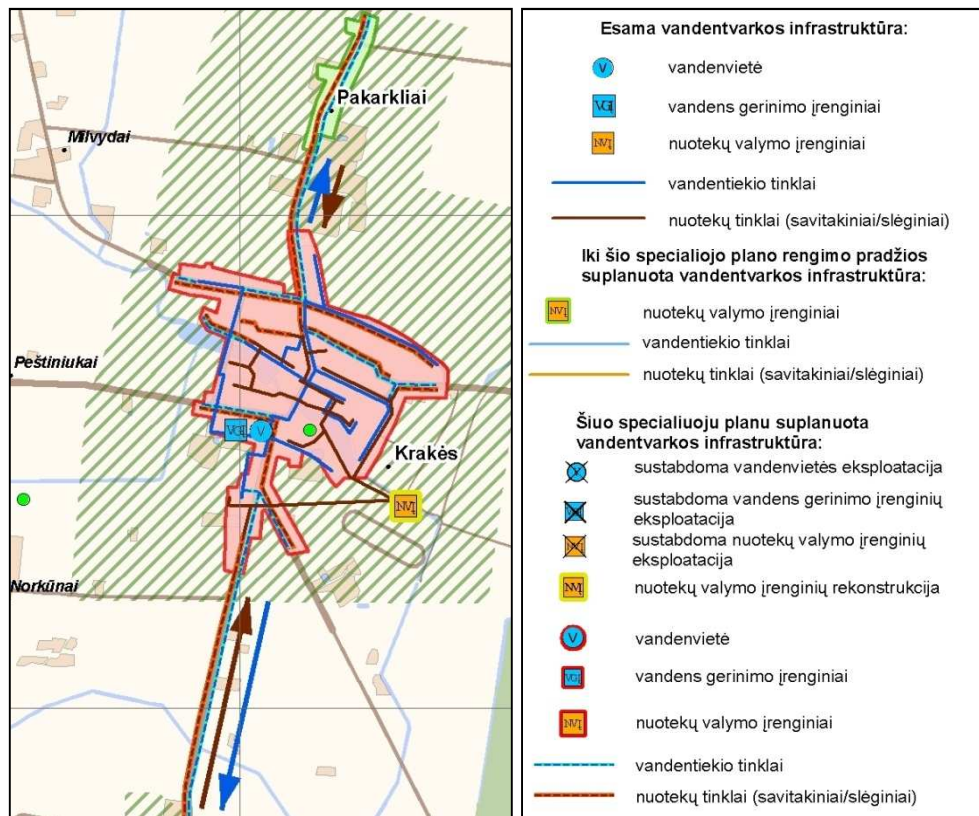 Pakarkliai
Milvydai
Peštiniukai
VGĮ
V
Krakės
NVĮ
Norkūnai
Esama vandentvarkos infrastruktūra:
V
vandenvietė
VGĮ
vandens gerinimo įrenginiai
NVĮ
nuotekų valymo įrenginiai
vandentiekio tinklai
nuotekų tinklai (savitakiniai/slėginiai)
Iki šio specialiojo plano rengimo pradžios
suplanuota vandentvarkos infrastruktūra:
NVĮ
nuotekų valymo įrenginiai
vandentiekio tinklai
nuotekų tinklai (savitakiniai/slėginiai)
Šiuo specialiuoju planu suplanuota
vandentvarkos infrastruktūra:
sustabdoma vandenvietės eksploatacija
sustabdoma vandens gerinimo įrenginių
eksploatacija
sustabdoma nuotekų valymo įrenginių
eksploatacija
NVĮ
nuotekų valymo įrenginių rekonstrukcija
V
vandenvietė
VGĮ
vandens gerinimo įrenginiai
NVĮ
nuotekų valymo įrenginiai
vandentiekio tinklai
nuotekų tinklai (savitakiniai/slėginiai)